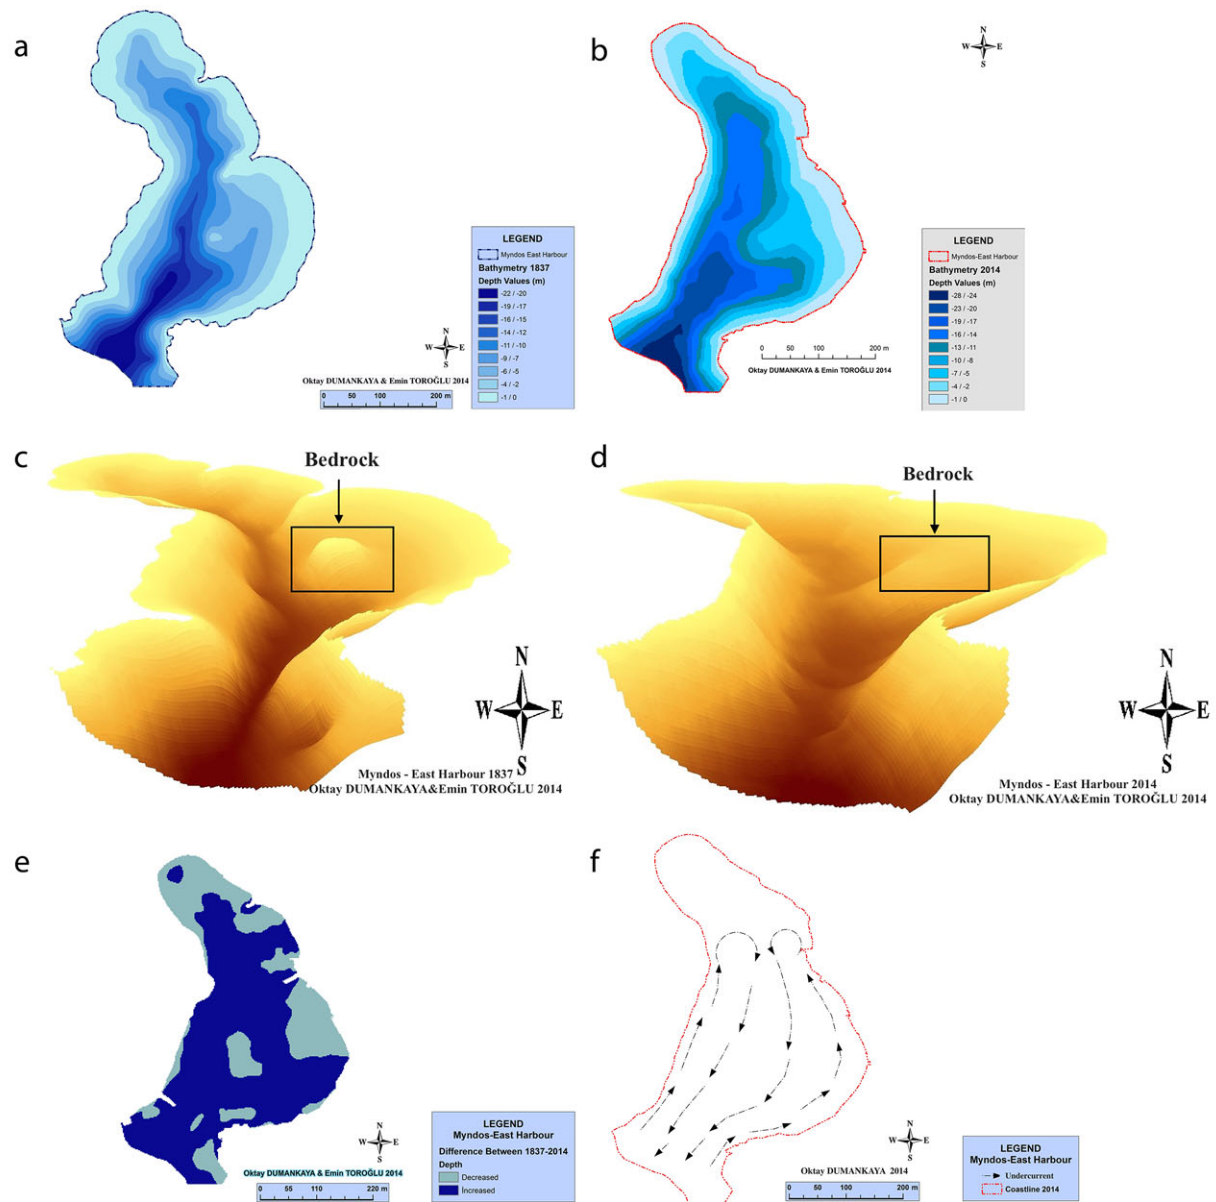 a
LEGEND
Myndos East Harbour
Bathymetry 1837
Depth Values (m)
-22 / -20
-19 / -17
-16 / -15
-14 / -12
-11 / -10
-9 / -7
-6 / -5
-4 / -2
-1 / 0
N
W E
S
Oktay DUMANKAYA & Emin TOROĞLU 2014
0 50 100 200 m
b
N
W E
S
LEGEND
Myndos-East Harbour
Bathymetry 2014
Depth Values (m)
-28 / -24
-23 / -20
-19 / -17
-16 / -14
-13 / -11
-10 / -8
-7 / -5
-4 / -2
-1 / 0
0 50 100 200 m
Oktay DUMANKAYA & Emin TOROĞLU 2014
c
Bedrock
N
W E
S
Myndos - East Harbour 1837
Oktay DUMANKAYA&Emin TOROĞLU 2014
d
Bedrock
N
W E
S
Myndos - East Harbour 2014
Oktay DUMANKAYA&Emin TOROĞLU 2014
e
N
W E
S
Oktay DUMANKAYA & Emin TOROĞLU 2014
0 55 110 220 m
LEGEND
Myndos-East Harbour
Difference Between 1837-2014
Depth
Decreased
Increased
f
N
W E
S
Oktay DUMANKAYA 2014
0 50 100 200 m
LEGEND
Myndos-East Harbour
Undercurrent
Coastline 2014